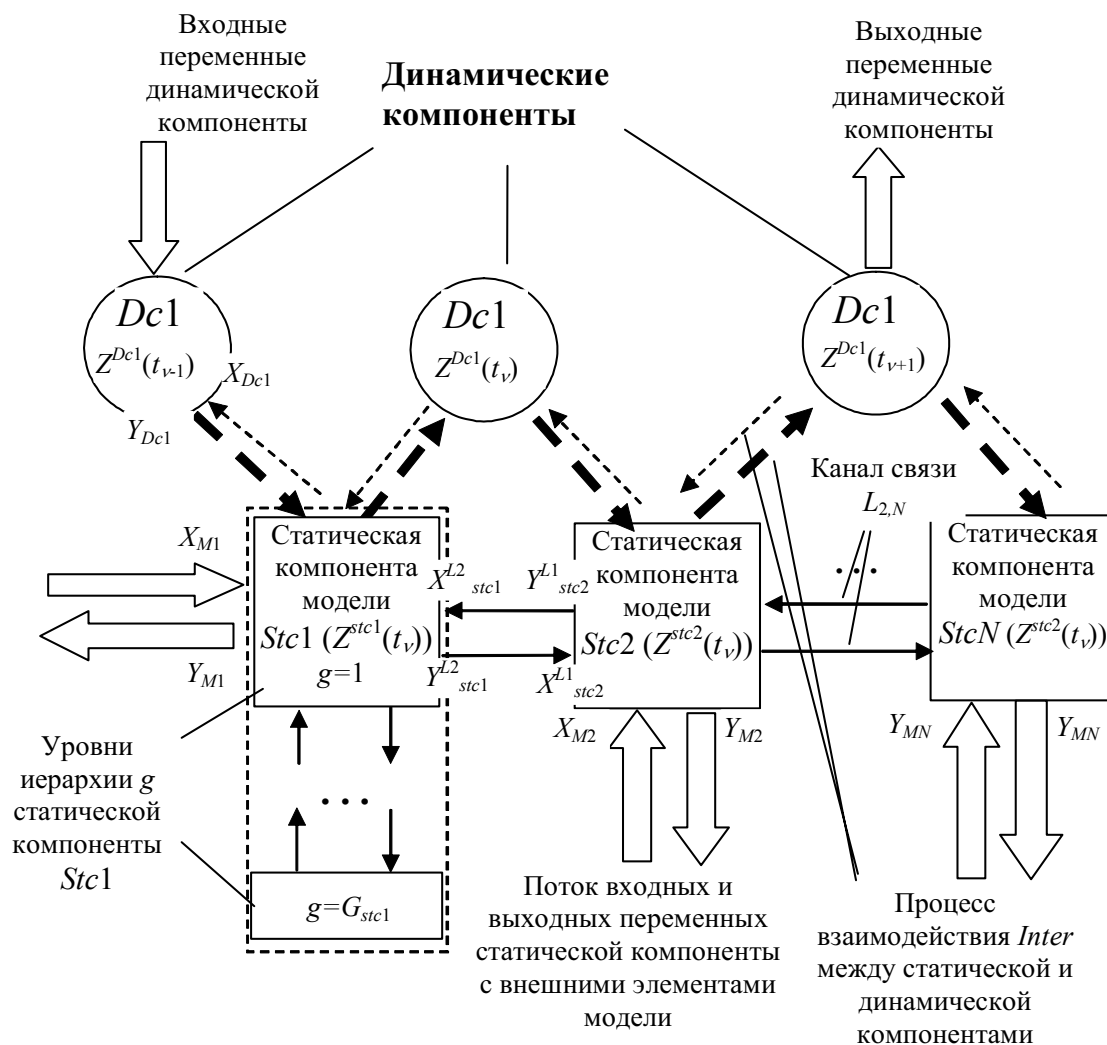 Входные
переменные
динамической
компоненты
Динамические
компоненты
Выходные
переменные
динамической
компоненты
Dc1
Z^{Dc1}(t_{ν-1})
X_{Dc1}
Y_{Dc1}
Dc1
Z^{Dc1}(t_ν)
Dc1
Z^{Dc1}(t_{ν+1})
Канал связи
L_{2,N}
X_{M1}
Y_{M1}
Статическая
компонента
модели
Stc1 (Z^{stc1}(t_ν))
g=1
X^{L2}_{stc1}
Y^{L1}_{stc2}
Y^{L2}_{stc1}
X^{L1}_{stc2}
Статическая
компонента
модели
Stc2 (Z^{stc2}(t_ν))
...
Статическая
компонента
модели
StcN (Z^{stc2}(t_ν))
X_{M2}
Y_{M2}
Y_{MN}
Y_{MN}
Уровни
иерархии g
статической
компоненты
Stc1
...
g=G_{stc1}
Поток входных и
выходных переменных
статической компоненты
с внешними элементами
модели
Процесс
взаимодействия Inter
между статической и
динамической
компонентами